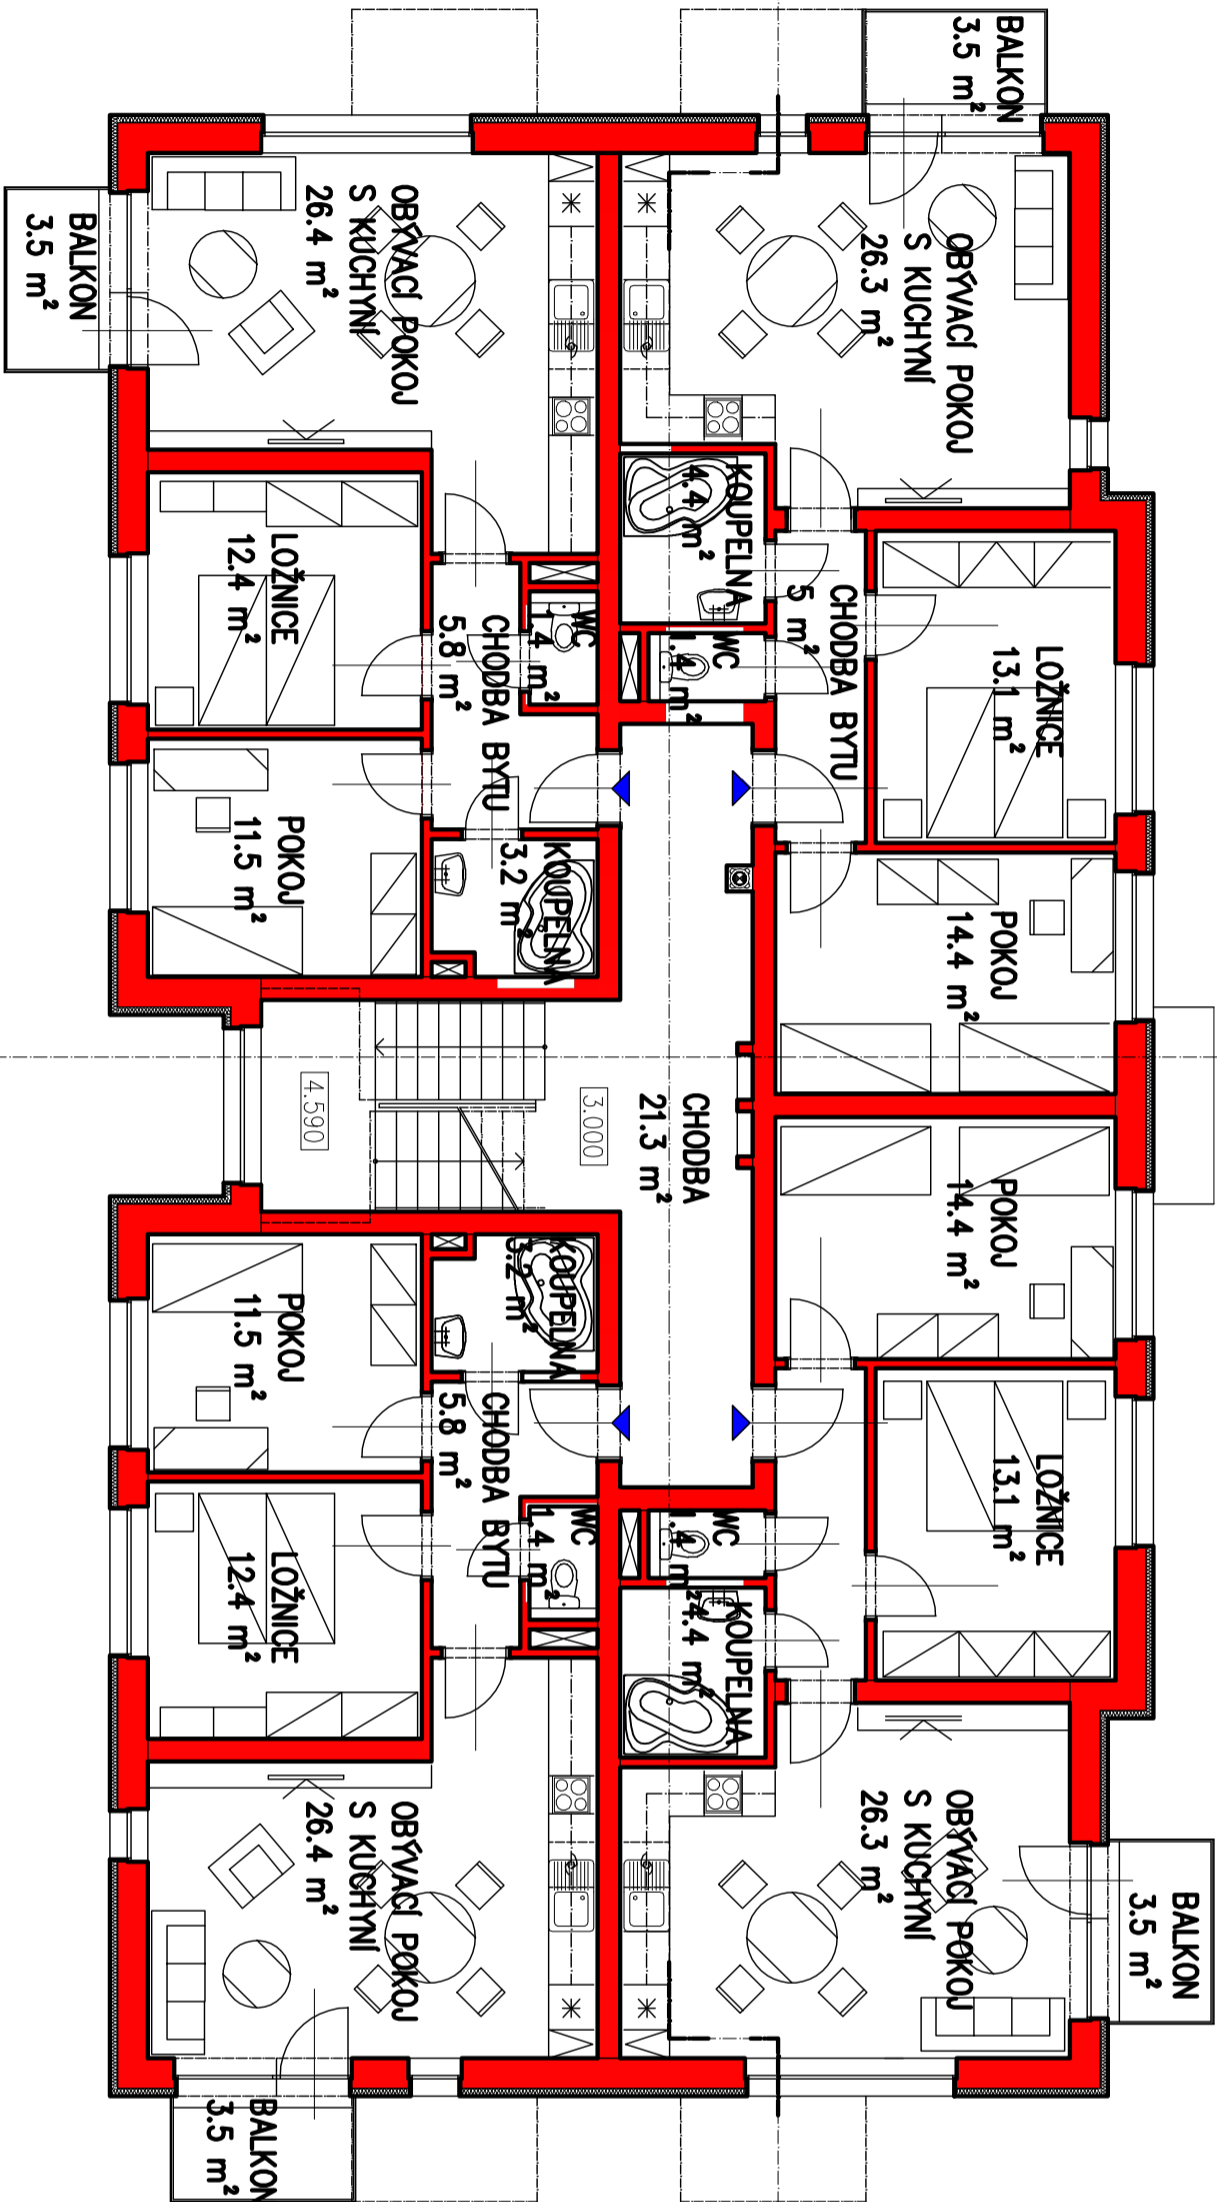 BALKON
3.5 m²
OBÝVACÍ POKOJ
S KUCHYNÍ
26.3 m²
KOUPELNA
4.4 m²
WC
1.4 m²
CHODBA BYTU
5 m²
LOŽNICE
13.1 m²
POKOJ
14.4 m²
POKOJ
14.4 m²
LOŽNICE
13.1 m²
WC
1.4 m²
KOUPELNA
4.4 m²
OBÝVACÍ POKOJ
S KUCHYNÍ
26.3 m²
BALKON
3.5 m²
CHODBA
21.3 m²
3.000
4.590
BALKON
3.5 m²
OBÝVACÍ POKOJ
S KUCHYNÍ
26.4 m²
LOŽNICE
12.4 m²
WC
1.4 m²
CHODBA BYTU
5.8 m²
POKOJ
11.5 m²
KOUPELNA
3.2 m²
KOUPELNA
3.2 m²
POKOJ
11.5 m²
CHODBA BYTU
5.8 m²
WC
1.4 m²
LOŽNICE
12.4 m²
OBÝVACÍ POKOJ
S KUCHYNÍ
26.4 m²
BALKON
3.5 m²